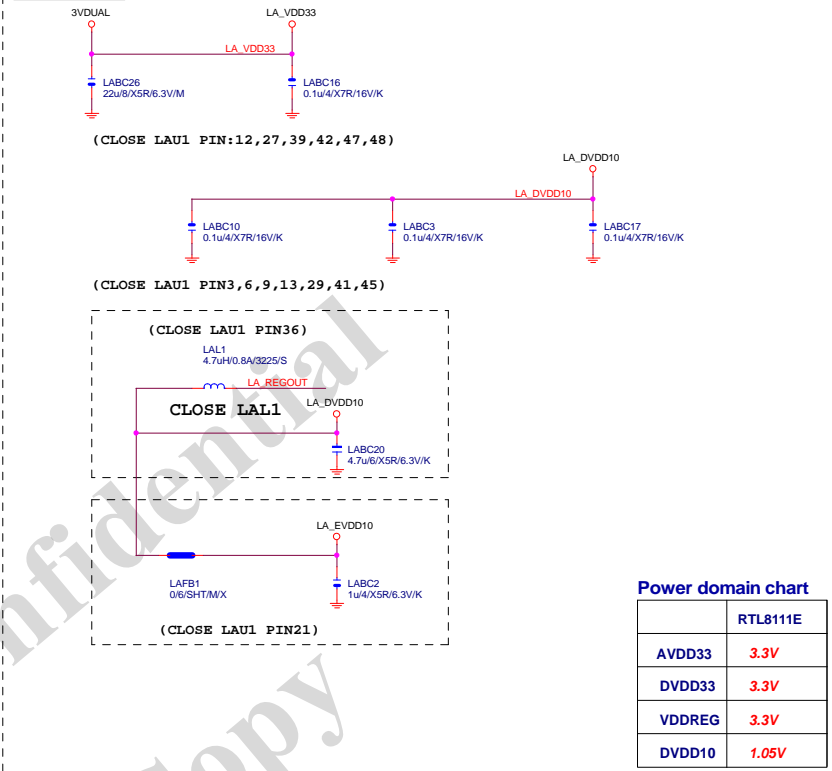 3VDUAL
LA_VDD33
LA_VDD33
LABC26
22u/8/X5R/6.3V/M
LABC16
0.1u/4/X7R/16V/K
(CLOSE LAU1 PIN:12,27,39,42,47,48)
LA_DVDD10
LA_DVDD10
LABC10
0.1u/4/X7R/16V/K
LABC3
0.1u/4/X7R/16V/K
LABC17
0.1u/4/X7R/16V/K
(CLOSE LAU1 PIN3,6,9,13,29,41,45)
(CLOSE LAU1 PIN36)
LAL1
4.7uH/0.8A/3225/S
LA_REGOUT
CLOSE LAL1
LA_DVDD10
LABC20
4.7u/6/X5R/6.3V/K
LA_EVDD10
LAFB1
0/6/SHT/M/X
LABC2
1u/4/X5R/6.3V/K
(CLOSE LAU1 PIN21)
nfidential
Copy
Power domain chart
RTL8111E
AVDD33 3.3V
DVDD33 3.3V
VDDREG 3.3V
DVDD10 1.05V